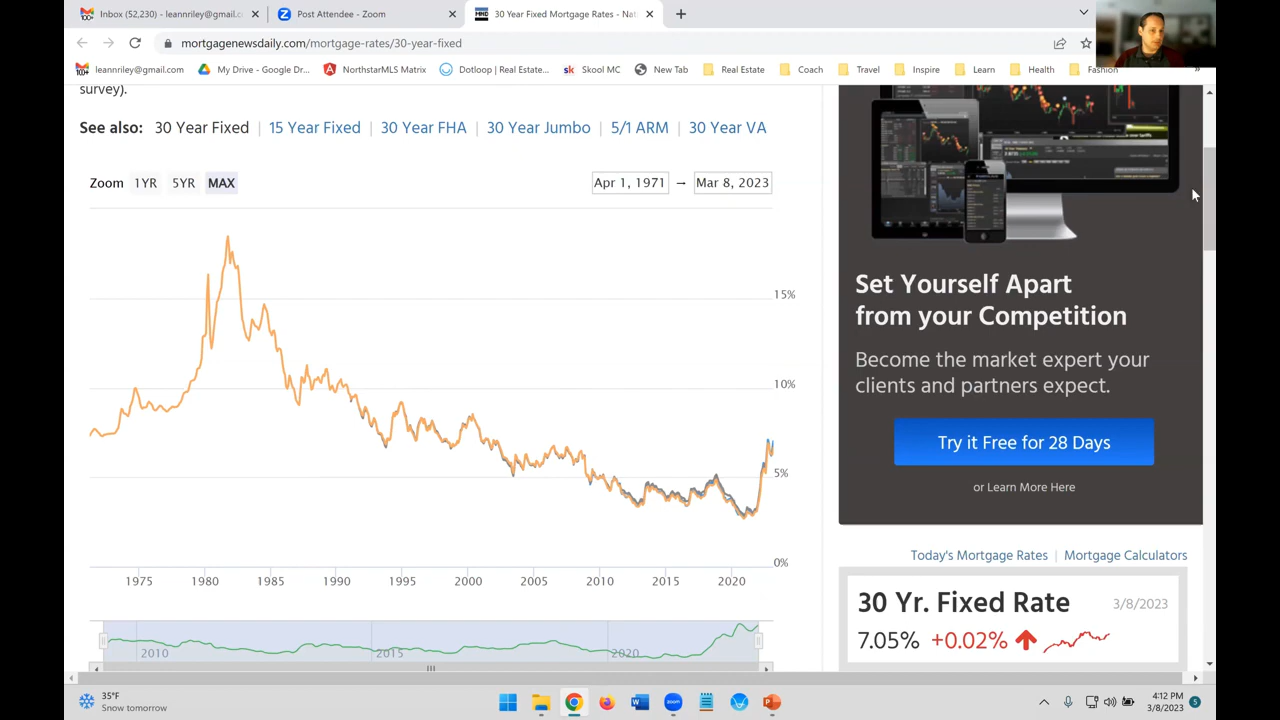 Inbox (52,230) - leannriley@gmail.c
Post Attendee - Zoom
MND
30 Year Fixed Mortgage Rates - Nat
mortgagenewsdaily.com/mortgage-rates/30-year-fixed
100+
leannriley@gmail.com
My Drive - Google Dr...
NorthstarMLS Matrix
Dotloop | Real Estate...
sk Skool MC
New Tab
Real Estate
Coach
Travel
Inspire
Learn
Health
Fashion
»
survey).
See also: 30 Year Fixed | 15 Year Fixed | 30 Year FHA | 30 Year Jumbo | 5/1 ARM | 30 Year VA
Zoom 1YR 5YR MAX
Apr 1, 1971 → Mar 8, 2023
15%
10%
5%
0%
1975 1980 1985 1990 1995 2000 2005 2010 2015 2020
2010 2015 2020
Set Yourself Apart
from your Competition
Become the market expert your
clients and partners expect.
Try it Free for 28 Days
or Learn More Here
Today's Mortgage Rates | Mortgage Calculators
30 Yr. Fixed Rate 3/8/2023
7.05% +0.02%
35°F
Snow tomorrow
zoom
4:12 PM
3/8/2023
5